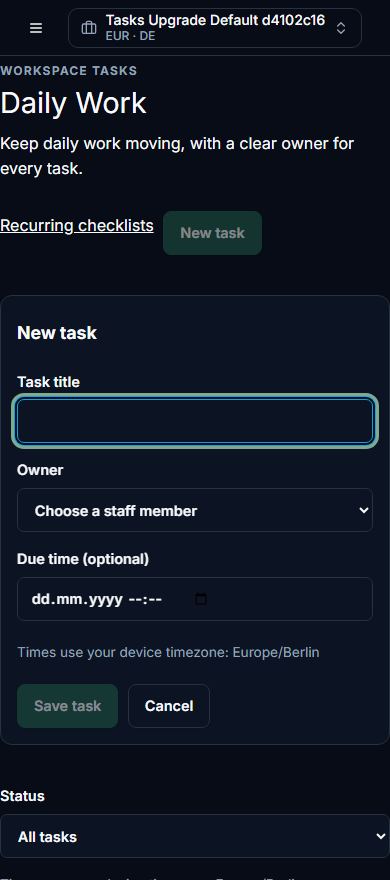 Tasks Upgrade Default d4102c16
EUR · DE
WORKSPACE TASKS
Daily Work
Keep daily work moving, with a clear owner for
every task.
Recurring checklists
New task
New task
Task title
Owner
Choose a staff member
Due time (optional)
dd.mm.yyyy --:--
Times use your device timezone: Europe/Berlin
Save task
Cancel
Status
All tasks